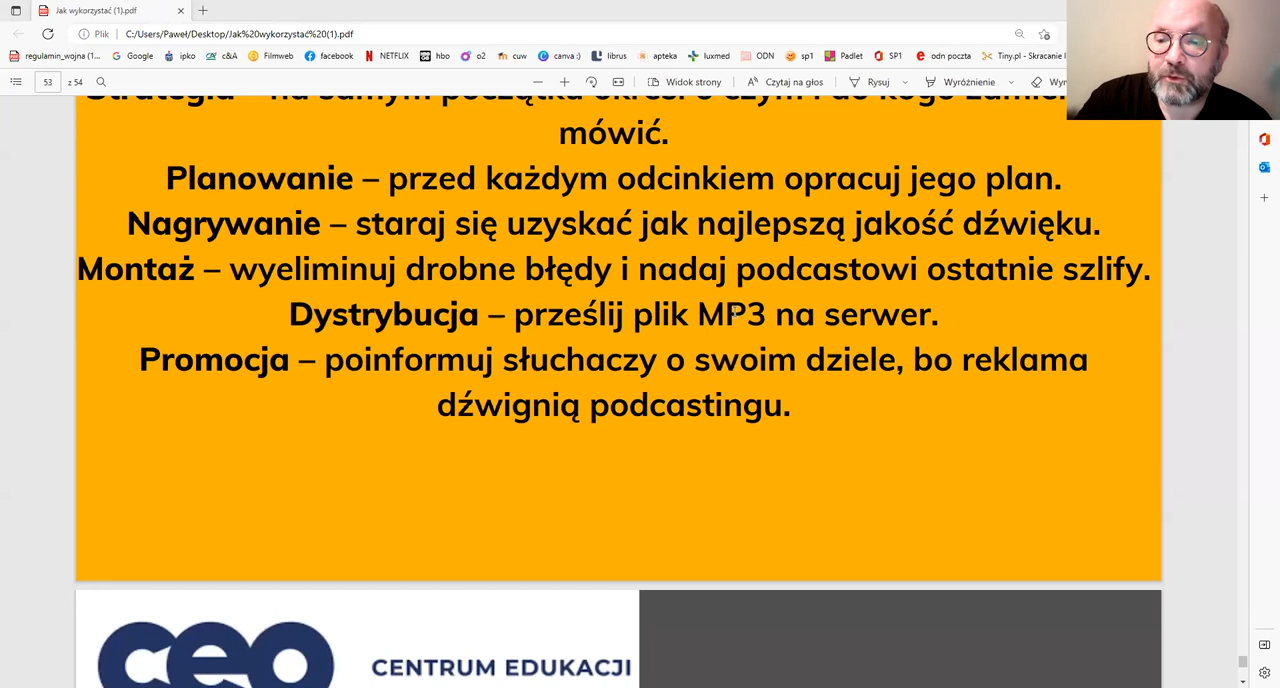 Jak wykorzystać (1).pdf
Plik C:/Users/Paweł/Desktop/Jak%20wykorzystać%20(1).pdf
regulamin_wojna (1... Google ipko c&A Filmweb facebook NETFLIX hbo o2 cuw canva :) librus apteka luxmed ODN sp1 Padlet SP1 odn poczta Tiny.pl - Skracanie l
53 z 54 Widok strony Czytaj na głos Rysuj Wyróżnienie
mówić.
Planowanie – przed każdym odcinkiem opracuj jego plan.
Nagrywanie – staraj się uzyskać jak najlepszą jakość dźwięku.
Montaż – wyeliminuj drobne błędy i nadaj podcastowi ostatnie szlify.
Dystrybucja – prześlij plik MP3 na serwer.
Promocja – poinformuj słuchaczy o swoim dziele, bo reklama
dźwignią podcastingu.
ceo CENTRUM EDUKACJI